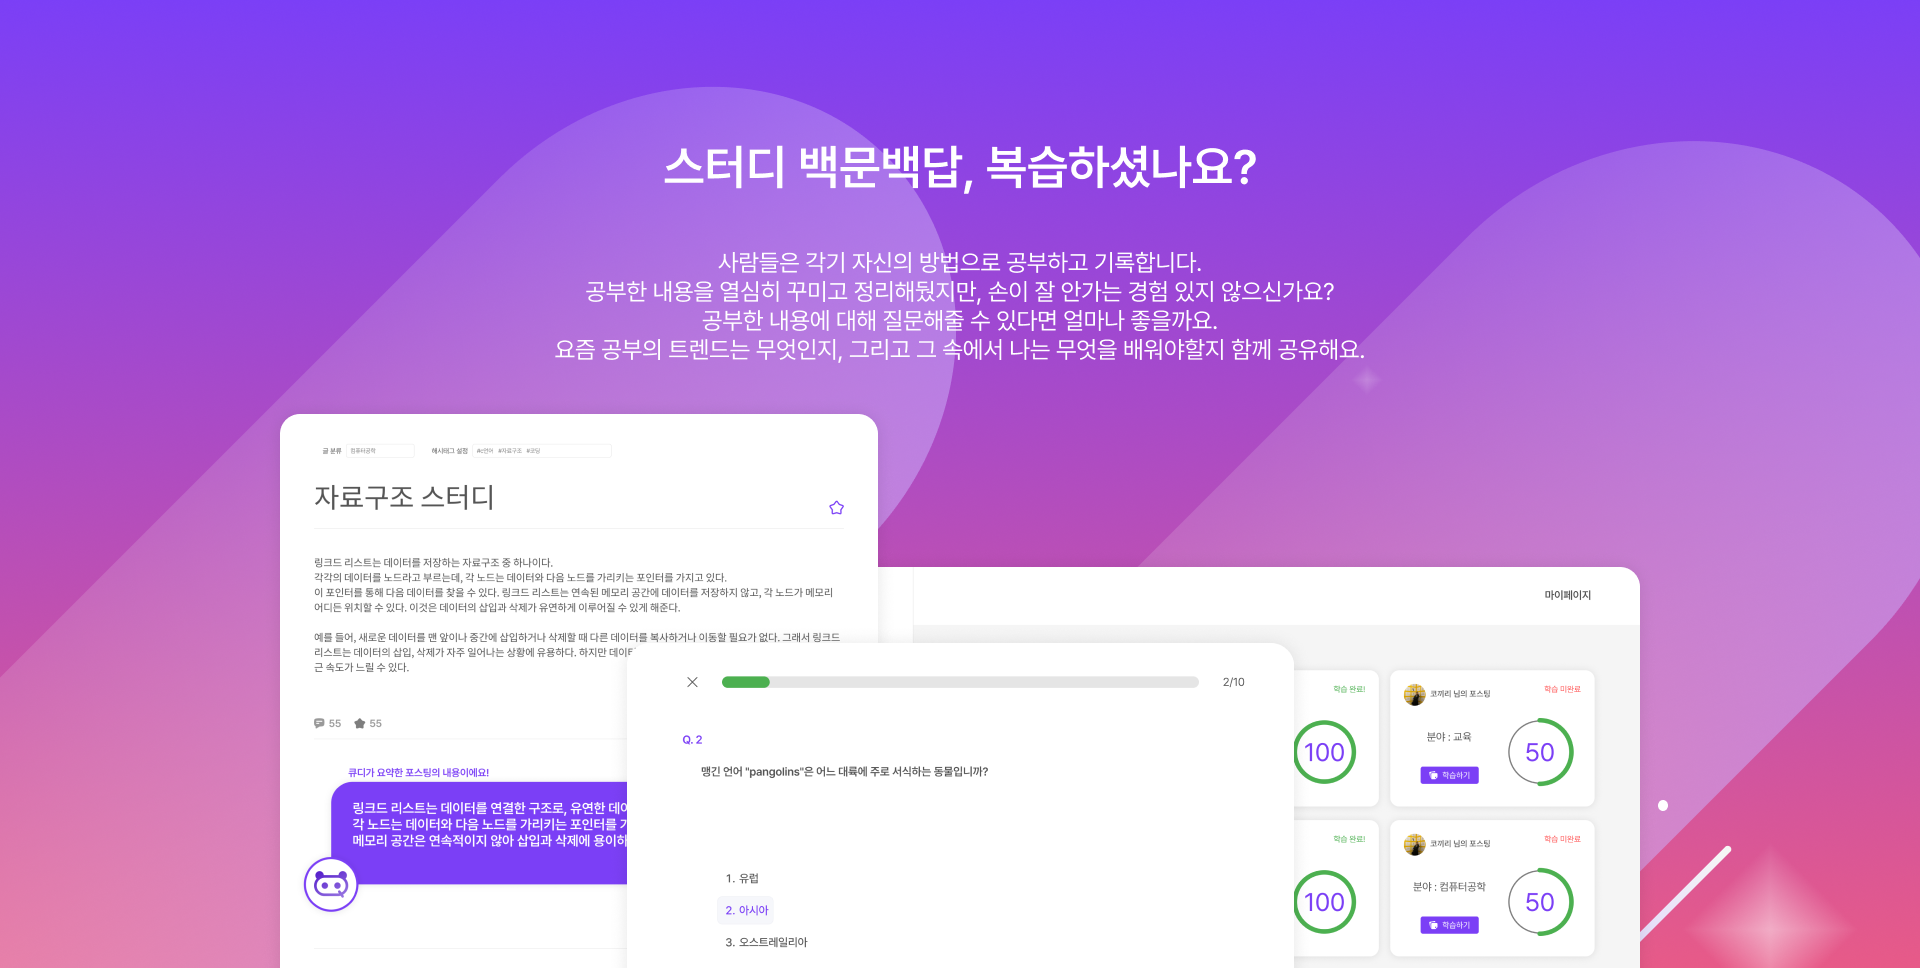 스터디 백문백답, 복습하셨나요?
사람들은 각기 자신의 방법으로 공부하고 기록합니다.
공부한 내용을 열심히 꾸미고 정리해뒀지만, 손이 잘 안가는 경험 있지 않으신가요?
공부한 내용에 대해 질문해줄 수 있다면 얼마나 좋을까요.
요즘 공부의 트렌드는 무엇인지, 그리고 그 속에서 나는 무엇을 배워야할지 함께 공유해요.
글 분류 컴퓨터공학 해시태그 설정 #c언어 #자료구조 #코딩
자료구조 스터디
링크드 리스트는 데이터를 저장하는 자료구조 중 하나이다.
각각의 데이터를 노드라고 부르는데, 각 노드는 데이터와 다음 노드를 가리키는 포인터를 가지고 있다.
이 포인터를 통해 다음 데이터를 찾을 수 있다. 링크드 리스트는 연속된 메모리 공간에 데이터를 저장하지 않고, 각 노드가 메모리
어디든 위치할 수 있다. 이것은 데이터의 삽입과 삭제가 유연하게 이루어질 수 있게 해준다.
예를 들어, 새로운 데이터를 맨 앞이나 중간에 삽입하거나 삭제할 때 다른 데이터를 복사하거나 이동할 필요가 없다. 그래서 링크드
리스트는 데이터의 삽입, 삭제가 자주 일어나는 상황에 유용하다. 하지만 데이터
근 속도가 느릴 수 있다.
55 55
큐디가 요약한 포스팅의 내용이에요!
링크드 리스트는 데이터를 연결한 구조로, 유연한 데이
각 노드는 데이터와 다음 노드를 가리키는 포인터를
메모리 공간은 연속적이지 않아 삽입과 삭제에 용이하
2/10
Q. 2
맹긴 언어 "pangolins"은 어느 대륙에 주로 서식하는 동물입니까?
1. 유럽
2. 아시아
3. 오스트레일리아
마이페이지
학습 완료!
100
코끼리 님의 포스팅
학습 미완료
분야 : 교육
50
학습하기
학습 완료!
100
코끼리 님의 포스팅
학습 미완료
분야 : 컴퓨터공학
50
학습하기